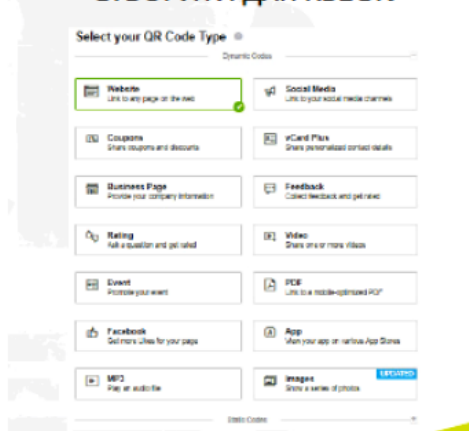 Select your QR Code Type
Dynamic Codes
Website
Link to any page on the web
Social Media
Link to your social media channels
Coupons
Share coupons and discounts
vCard Plus
Share personalized contact details
Business Page
Provide your company information
Feedback
Collect feedback and get rated
Rating
Ask a question and get rated
Video
Share one or more videos
Event
Promote your event
PDF
Link to a mobile-optimized PDF
Facebook
Get more Likes for your page
App
View your app on various App Stores
MP3
Play an audio file
UPDATED
Images
Show a series of photos
Static Codes